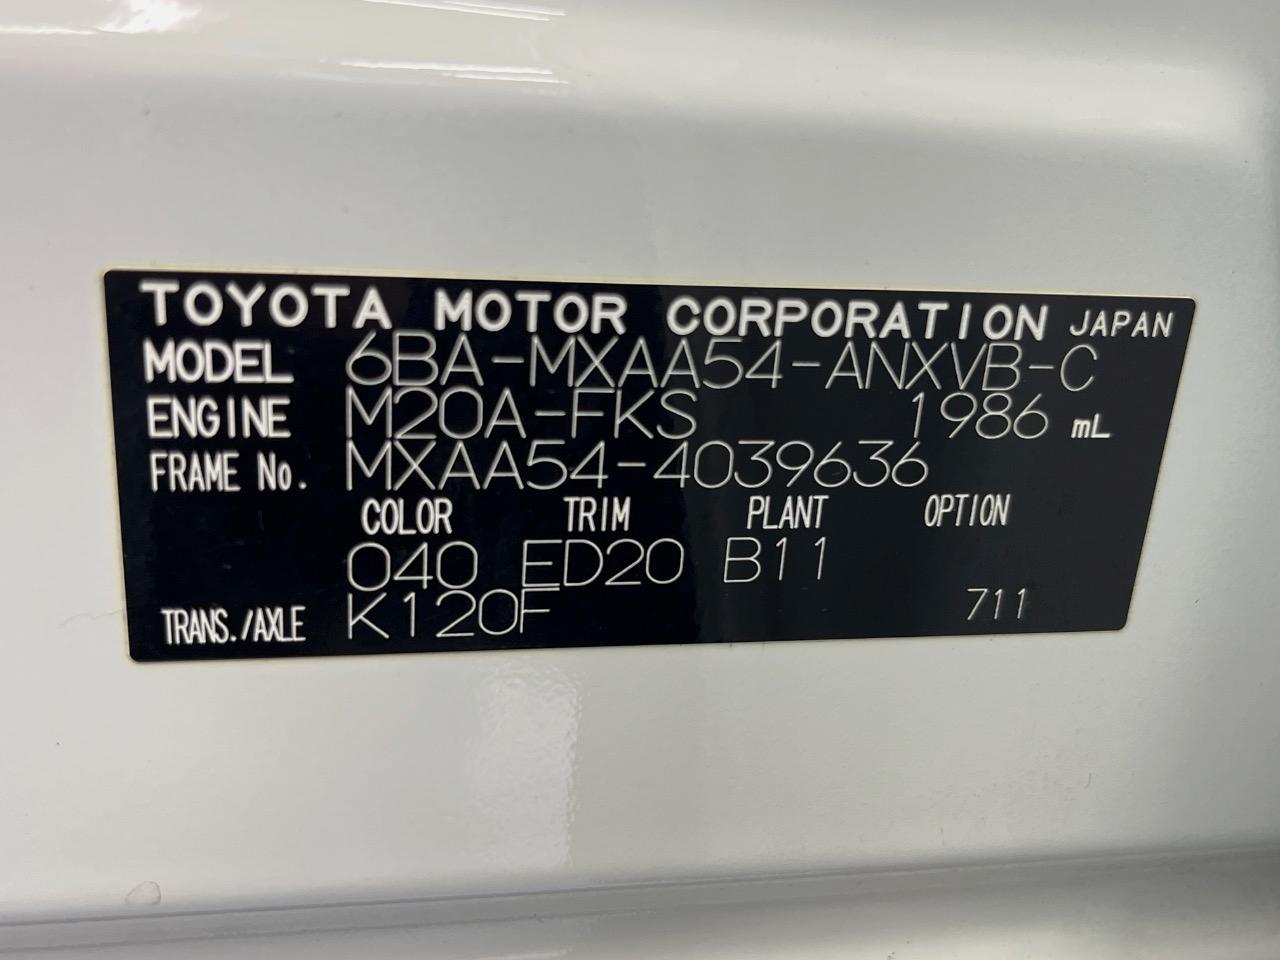 TOYOTA MOTOR CORPORATION JAPAN
MODEL 6BA-MXAA54-ANXVB-C
ENGINE M20A-FKS 1986 mL
FRAME No. MXAA54-4039636
COLOR TRIM PLANT OPTION
040 ED20 B11
TRANS./AXLE K120F 711